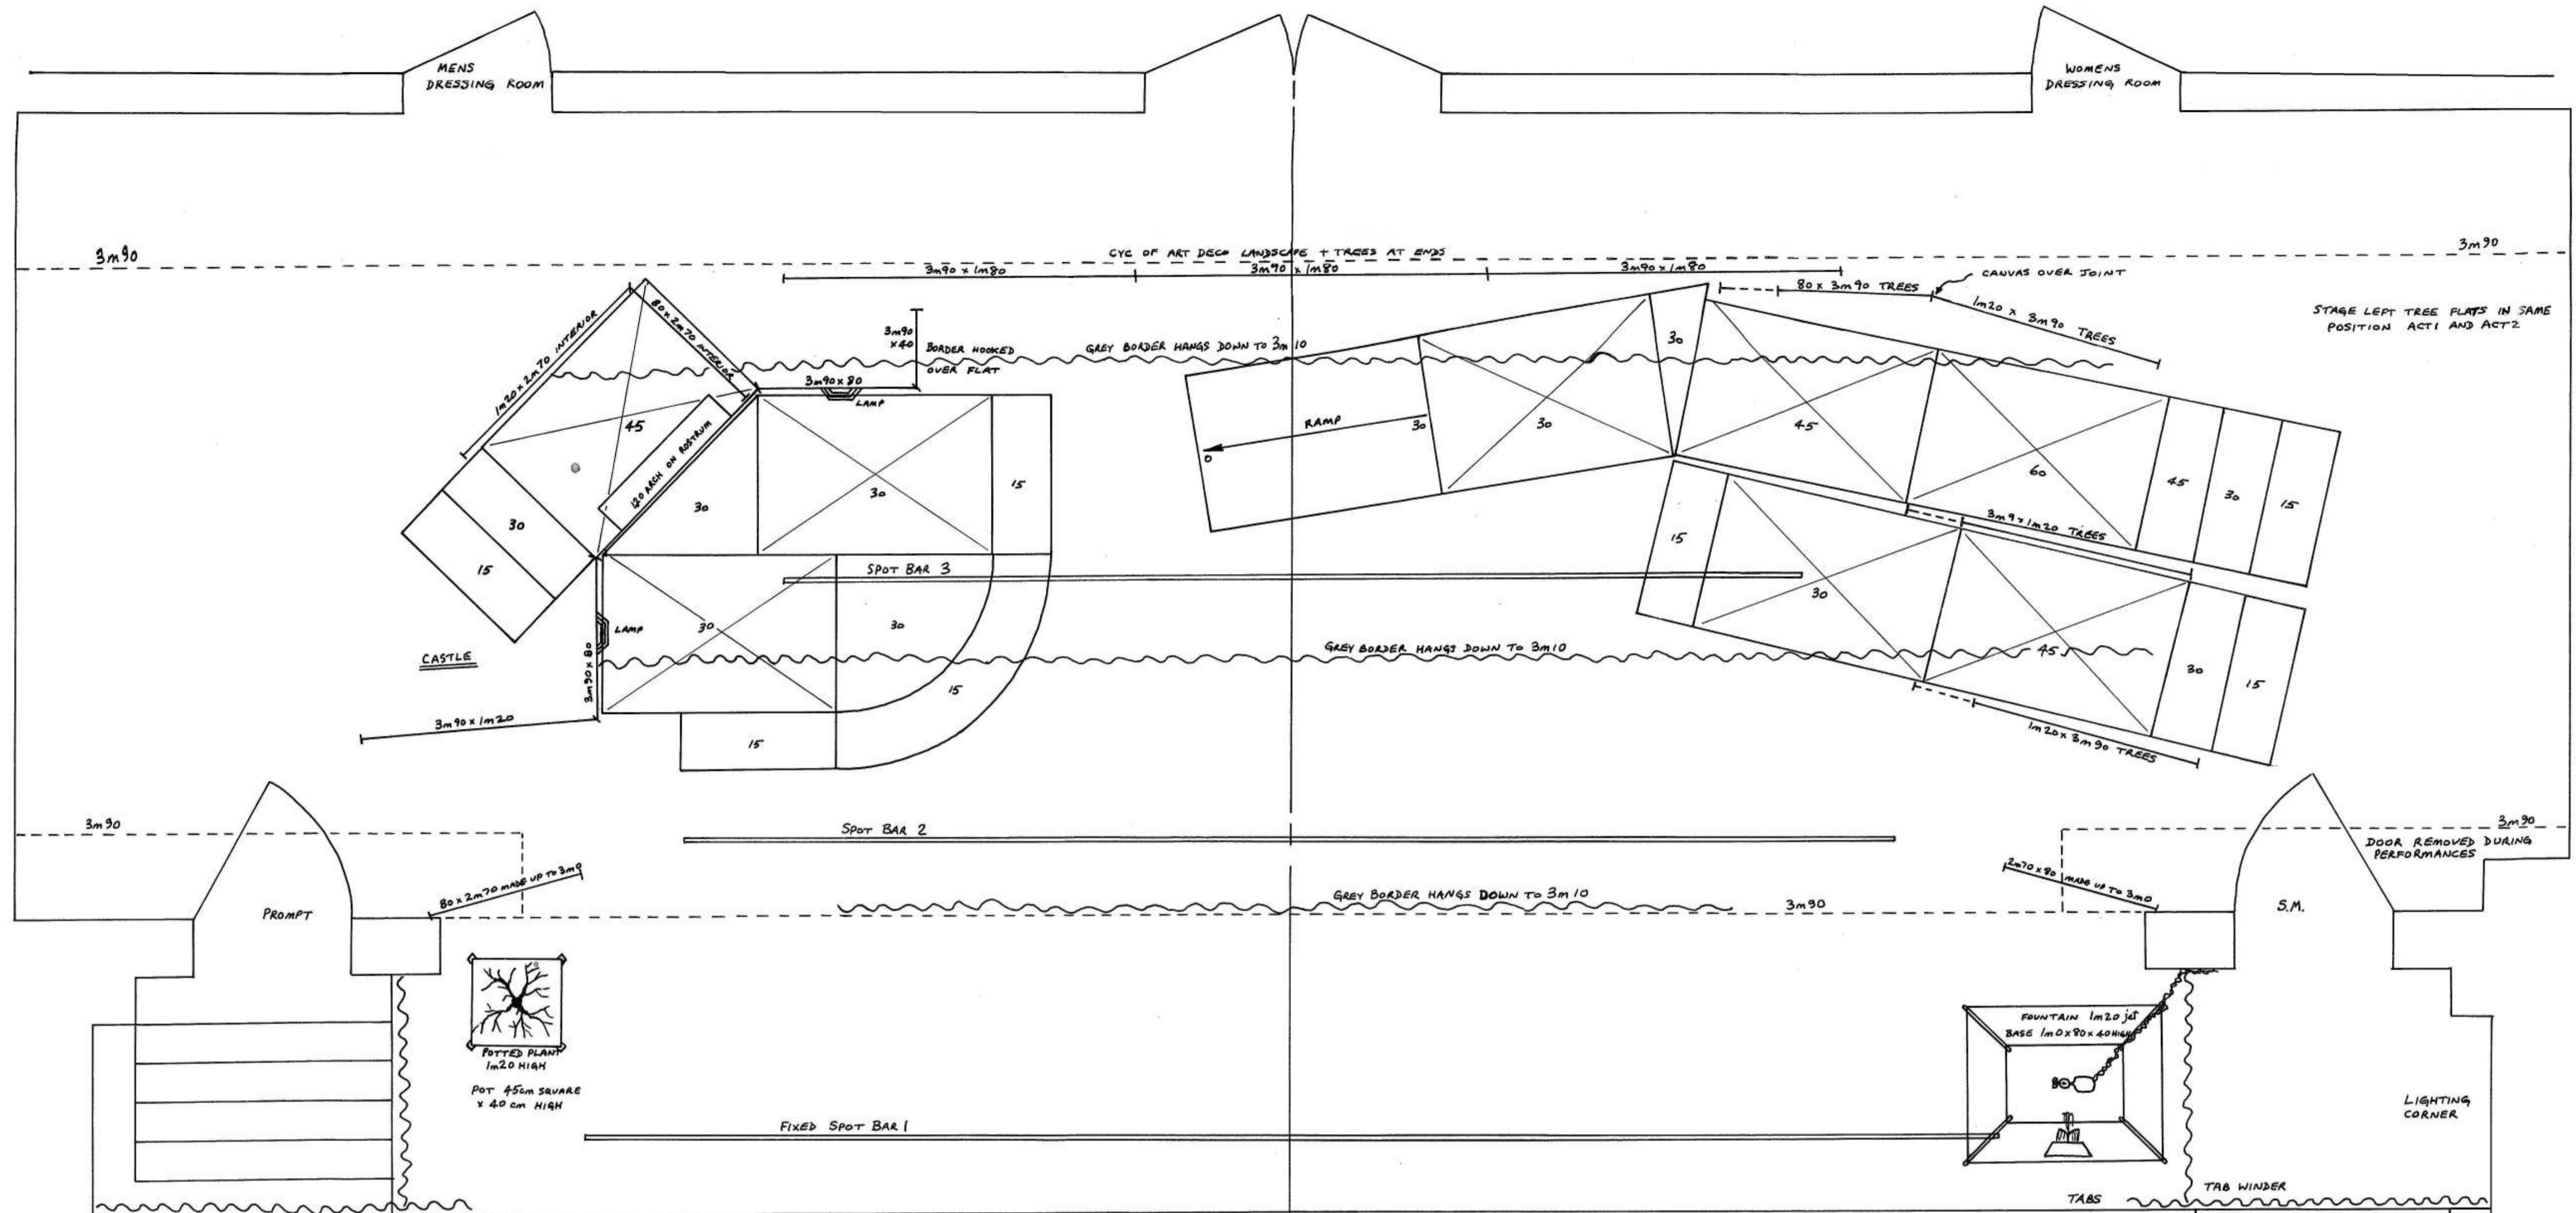 MENS
DRESSING ROOM
WOMENS
DRESSING ROOM
3m90
CYC OF ART DECO LANDSCAPE + TREES AT ENDS
3m90
3m90 x 1m80
3m90 x 1m80
3m90 x 1m80
80 x 3m90 TREES
CANVAS OVER JOINT
1m20 x 3m90 TREES
STAGE LEFT TREE FLATS IN SAME
POSITION ACT1 AND ACT2
1m20 x 2m70 INTERIOR
80 x 2m70 INTERIOR
3m90
x40
BORDER HOOKED
OVER FLAT
GREY BORDER HANGS DOWN TO 3m10
3m90 x 80
LAMP
45
120 ARCH ON ROSTRUM
30
30
15
30
15
RAMP
0
30
30
30
45
60
45
30
15
3m9 x 1m20 TREES
SPOT BAR 3
15
30
LAMP
30
30
3m90 x 80
CASTLE
GREY BORDER HANGS DOWN TO 3m10
45
30
15
15
3m90 x 1m20
15
1m20 x 3m90 TREES
3m90
SPOT BAR 2
3m90
DOOR REMOVED DURING
PERFORMANCES
80 x 2m70 MADE UP TO 3m9
2m70 x 80 MADE UP TO 3m0
GREY BORDER HANGS DOWN TO 3m10
3m90
PROMPT
S.M.
POTTED PLANT
1m20 HIGH
POT 45cm SQUARE
x 40 cm HIGH
FOUNTAIN 1m20 jet
BASE 1m0 x 80 x 40 HIGH
LIGHTING
CORNER
FIXED SPOT BAR 1
TABS
TAB WINDER